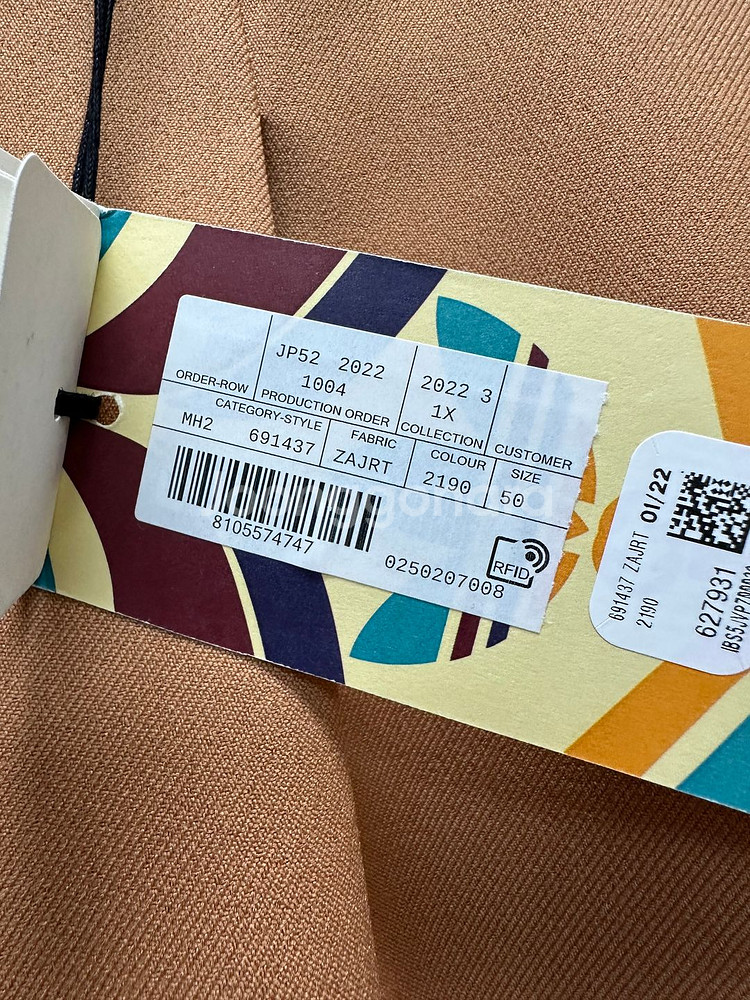 JP52 2022
1004
2022 3
1X
ORDER-ROW
PRODUCTION ORDER
COLLECTION
CUSTOMER
CATEGORY-STYLE
FABRIC
COLOUR
SIZE
MH2 691437
ZAJRT
2190
50
8105574747
0250207008
RFID
691437 ZAJRT 01/22
2190
627931
joonggonara